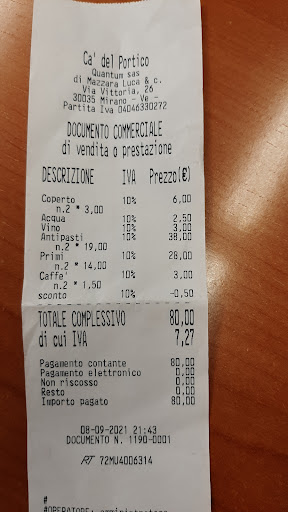 Ca' del Portico
Quantum sas
di Mazzara Luca & c.
Via Vittoria, 26
30035 Mirano - Ve -
Partita Iva 04046330272
DOCUMENTO COMMERCIALE
di vendita o prestazione
DESCRIZIONE IVA Prezzo(€)
Coperto 10% 6,00
n.2 * 3,00
Acqua 10% 2,50
Vino 10% 3,00
Antipasti 10% 38,00
n.2 * 19,00
Primi 10% 28,00
n.2 * 14,00
Caffe' 10% 3,00
n.2 * 1,50
sconto 10% -0,50
TOTALE COMPLESSIVO 80,00
di cui IVA 7,27
Pagamento contante 80,00
Pagamento elettronico 0,00
Non riscosso 0,00
Resto 0,00
Importo pagato 80,00
08-09-2021 21:43
DOCUMENTO N. 1190-0001
RT 72MU4006314
#